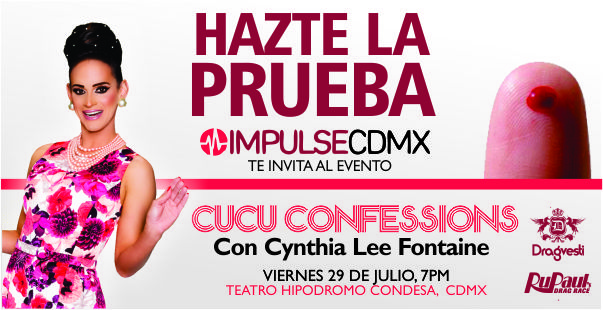 HAZTE LA
PRUEBA
IMPULSECDMX
TE INVITA AL EVENTO
CUCU CONFESSIONS
Con Cynthia Lee Fontaine
VIERNES 29 DE JULIO, 7PM
TEATRO HIPODROMO CONDESA, CDMX
Dragvesti
RuPaul's
DRAG RACE